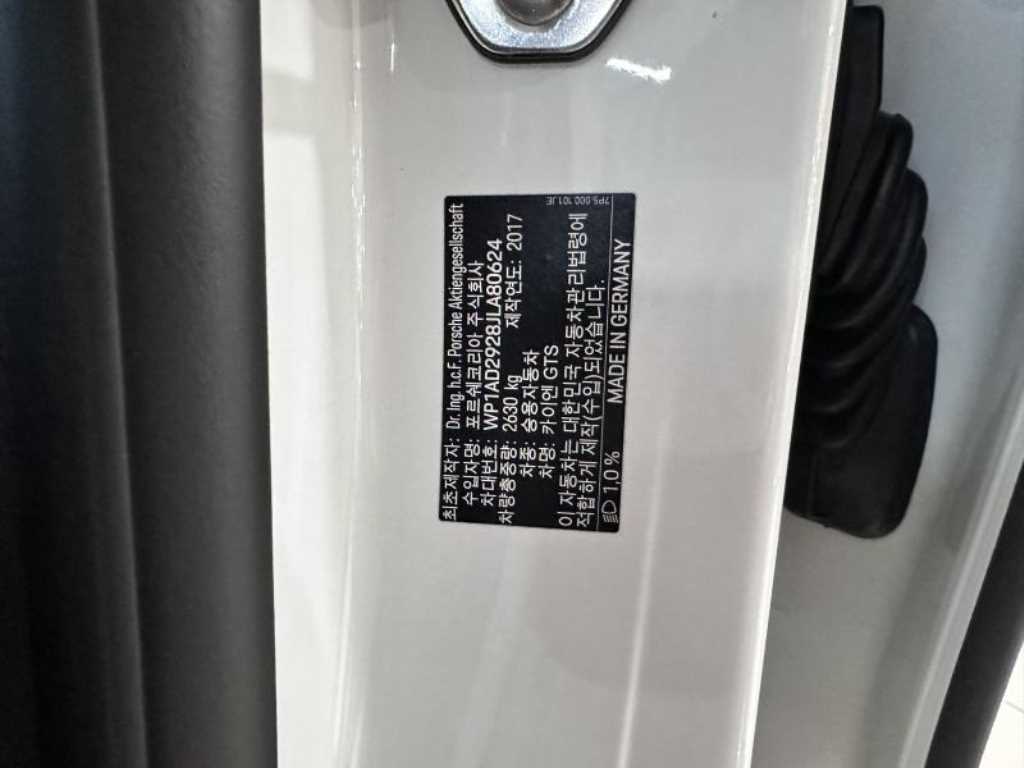 7P5.000.101.JE
최초제작자: Dr. Ing. h.c.F. Porsche Aktiengesellschaft
수입자명: 포르쉐코리아 주식회사
차대번호: WP1AD2928JLA80624
차량총중량: 2630 kg 제작연도: 2017
차종: 승용자동차
차명: 카이엔 GTS
이 자동차는 대한민국 자동차관리법령에
적합하게 제작(수입)되었습니다.
1,0% MADE IN GERMANY